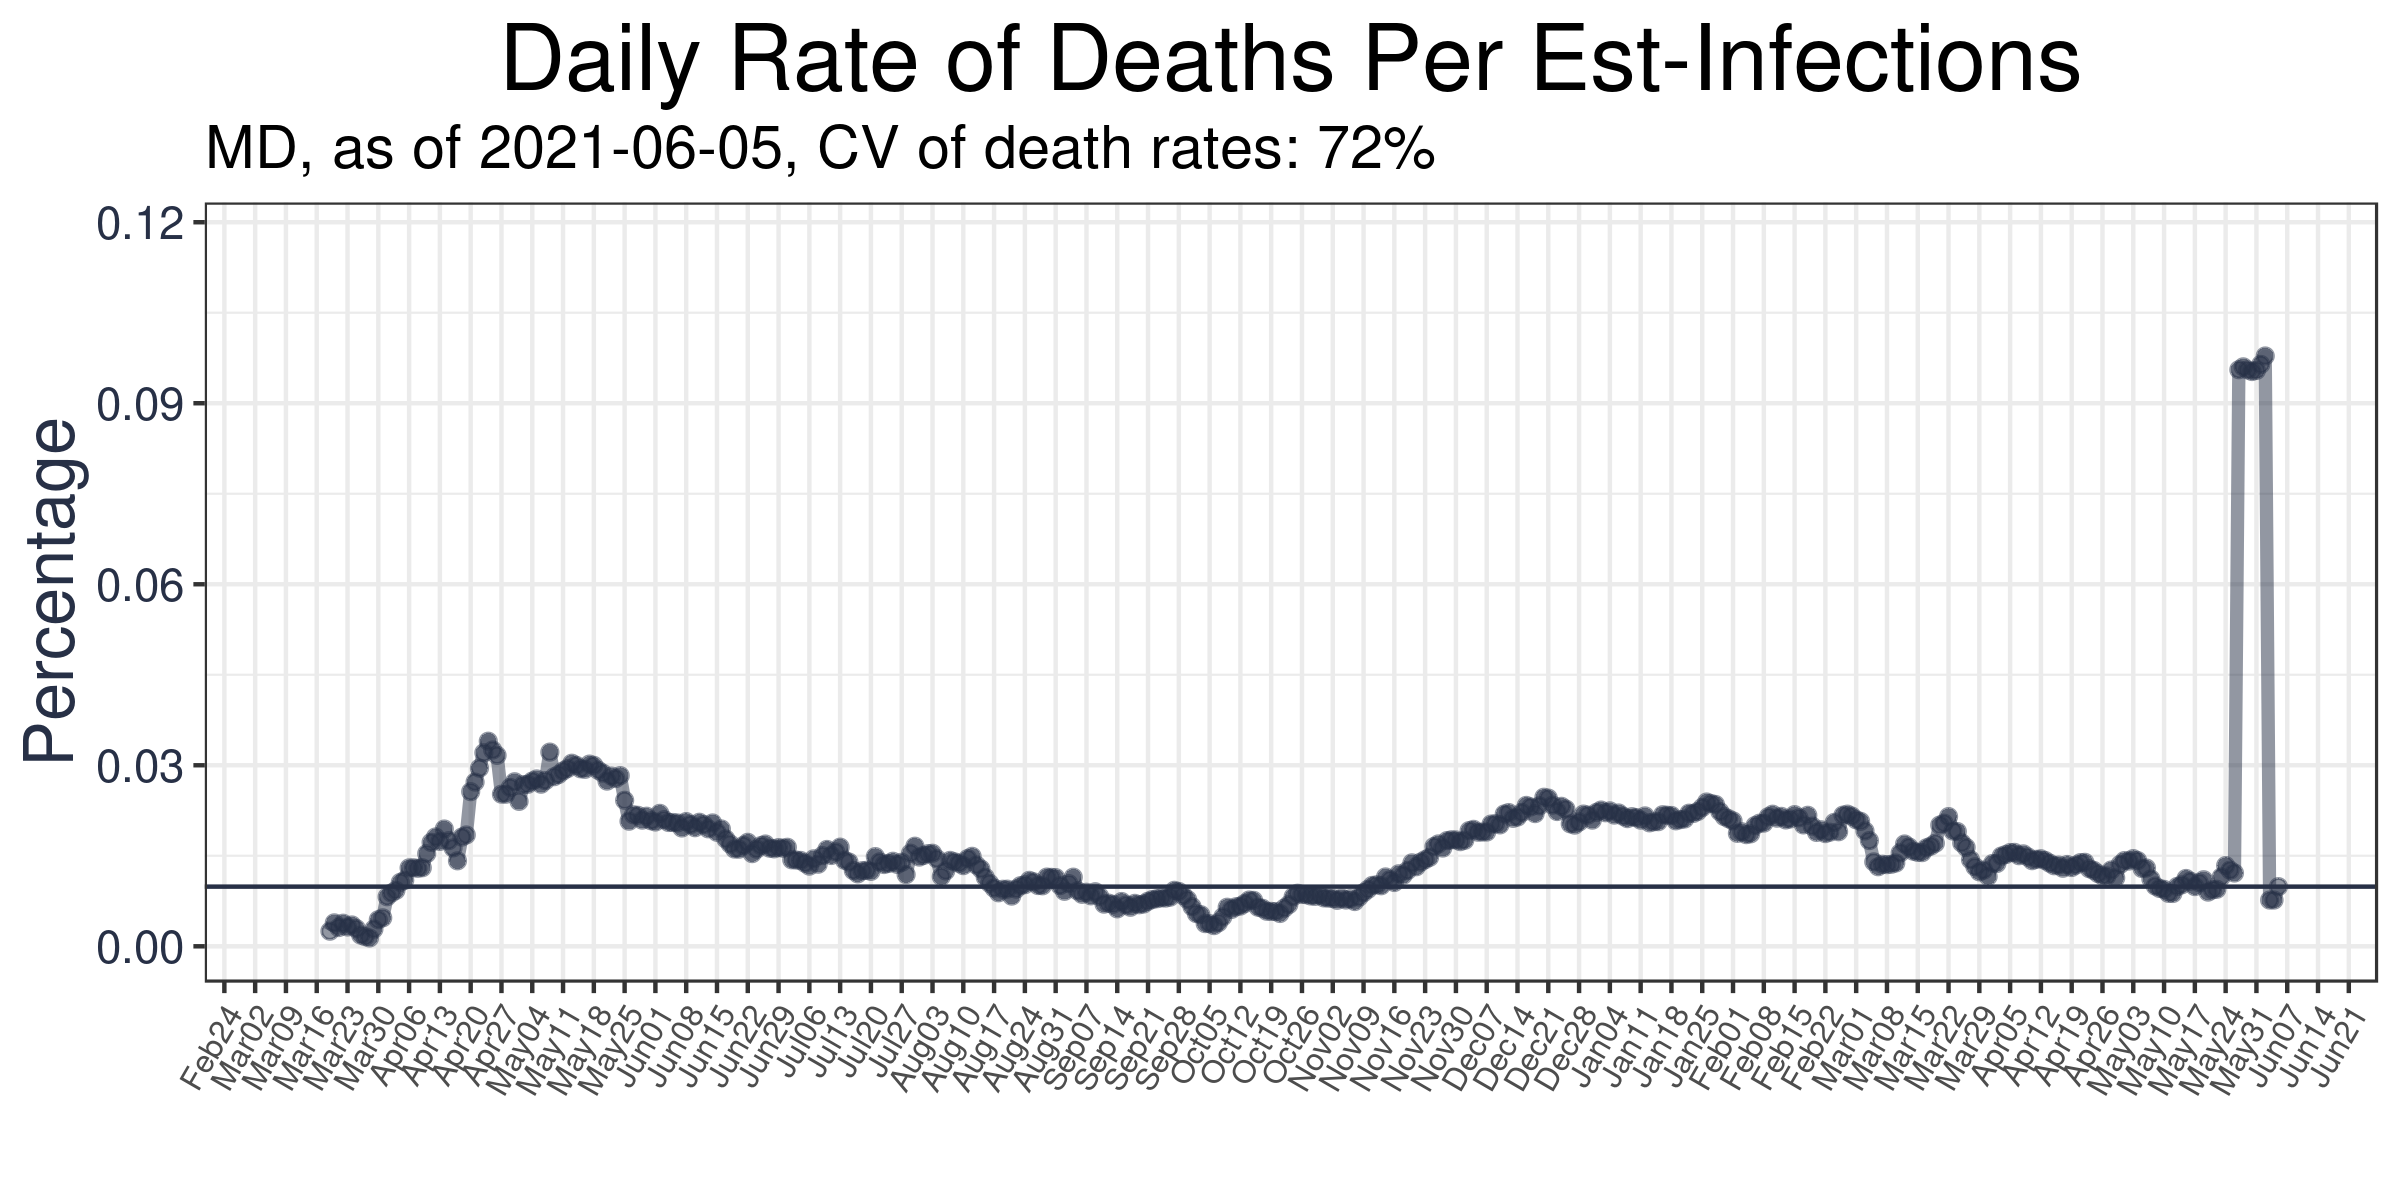 Daily Rate of Deaths Per Est-Infections
MD, as of 2021-06-05, CV of death rates: 72%
Percentage
0.12
0.09
0.06
0.03
0.00
Feb24
Mar02
Mar09
Mar16
Mar23
Mar30
Apr06
Apr13
Apr20
Apr27
May04
May11
May18
May25
Jun01
Jun08
Jun15
Jun22
Jun29
Jul06
Jul13
Jul20
Jul27
Aug03
Aug10
Aug17
Aug24
Aug31
Sep07
Sep14
Sep21
Sep28
Oct05
Oct12
Oct19
Oct26
Nov02
Nov09
Nov16
Nov23
Nov30
Dec07
Dec14
Dec21
Dec28
Jan04
Jan11
Jan18
Jan25
Feb01
Feb08
Feb15
Feb22
Mar01
Mar08
Mar15
Mar22
Mar29
Apr05
Apr12
Apr19
Apr26
May03
May10
May17
May24
May31
Jun07
Jun14
Jun21